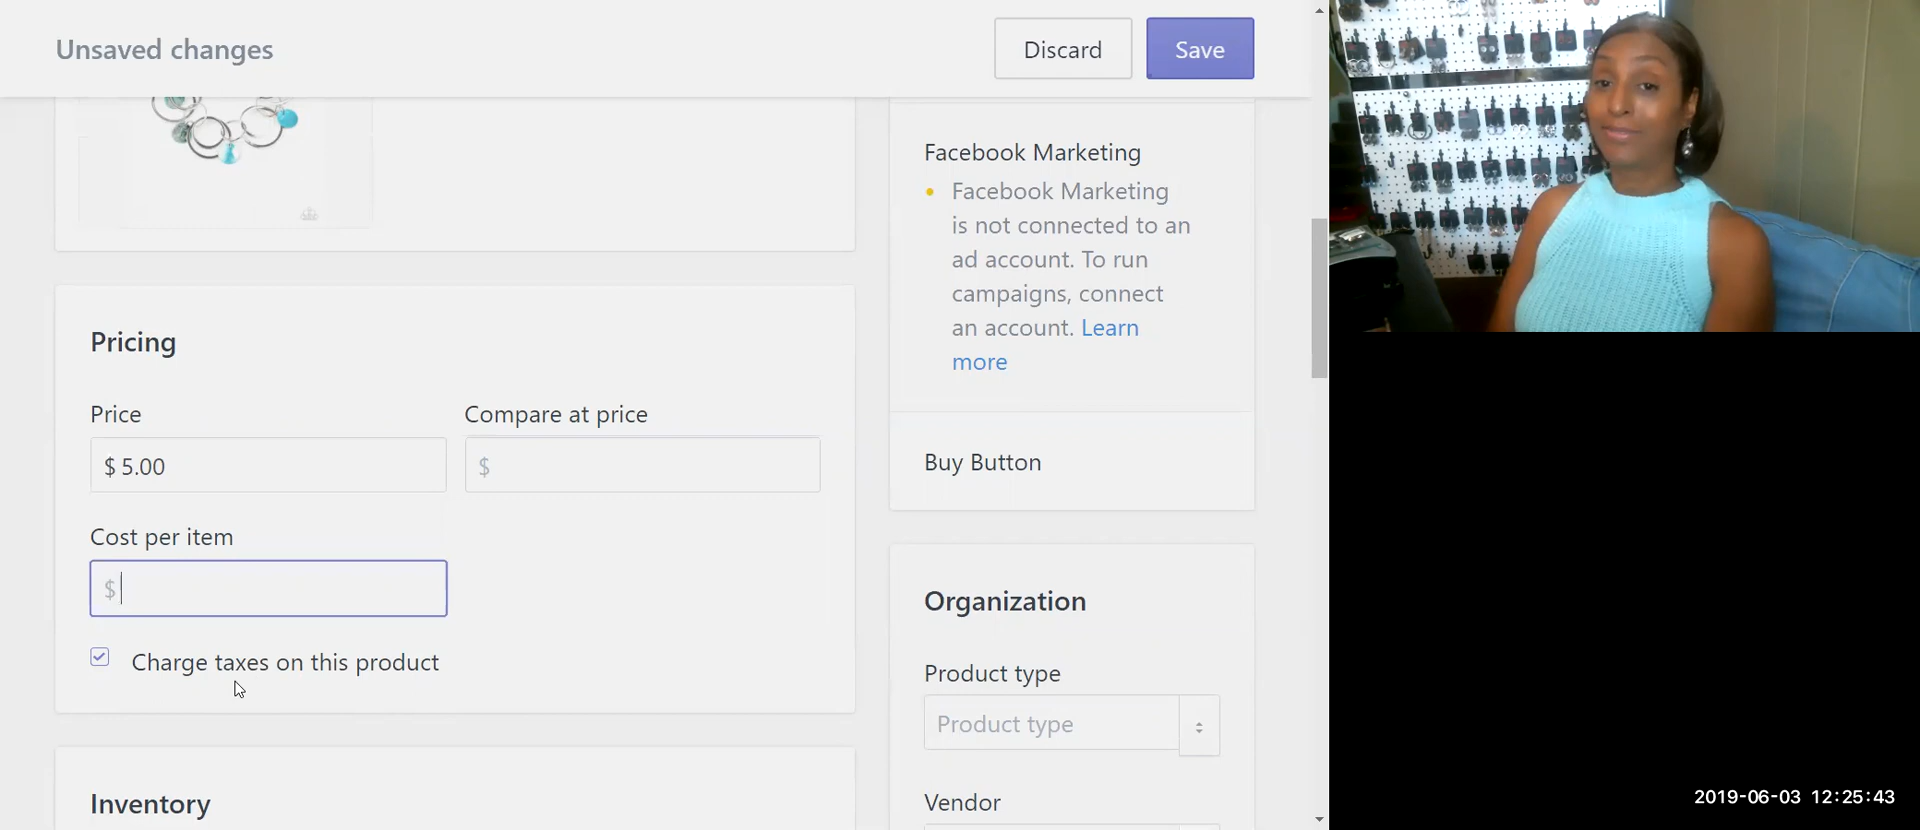 Unsaved changes
Discard
Save
Pricing
Price
Compare at price
$ 5.00
$
Cost per item
$
Charge taxes on this product
Inventory
Facebook Marketing
Facebook Marketing
is not connected to an
ad account. To run
campaigns, connect
an account. Learn
more
Buy Button
Organization
Product type
Product type
Vendor
2019-06-03 12:25:43